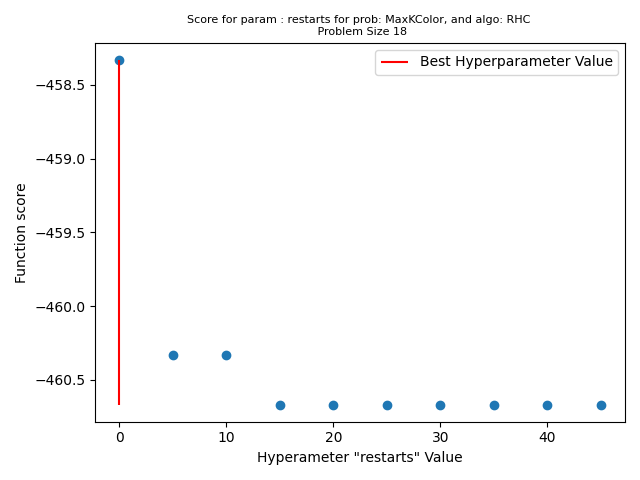 Score for param : restarts for prob: MaxKColor, and algo: RHC
Problem Size 18
Best Hyperparameter Value
−458.5
−459.0
−459.5
−460.0
−460.5
Function score
0 10 20 30 40
Hyperameter "restarts" Value